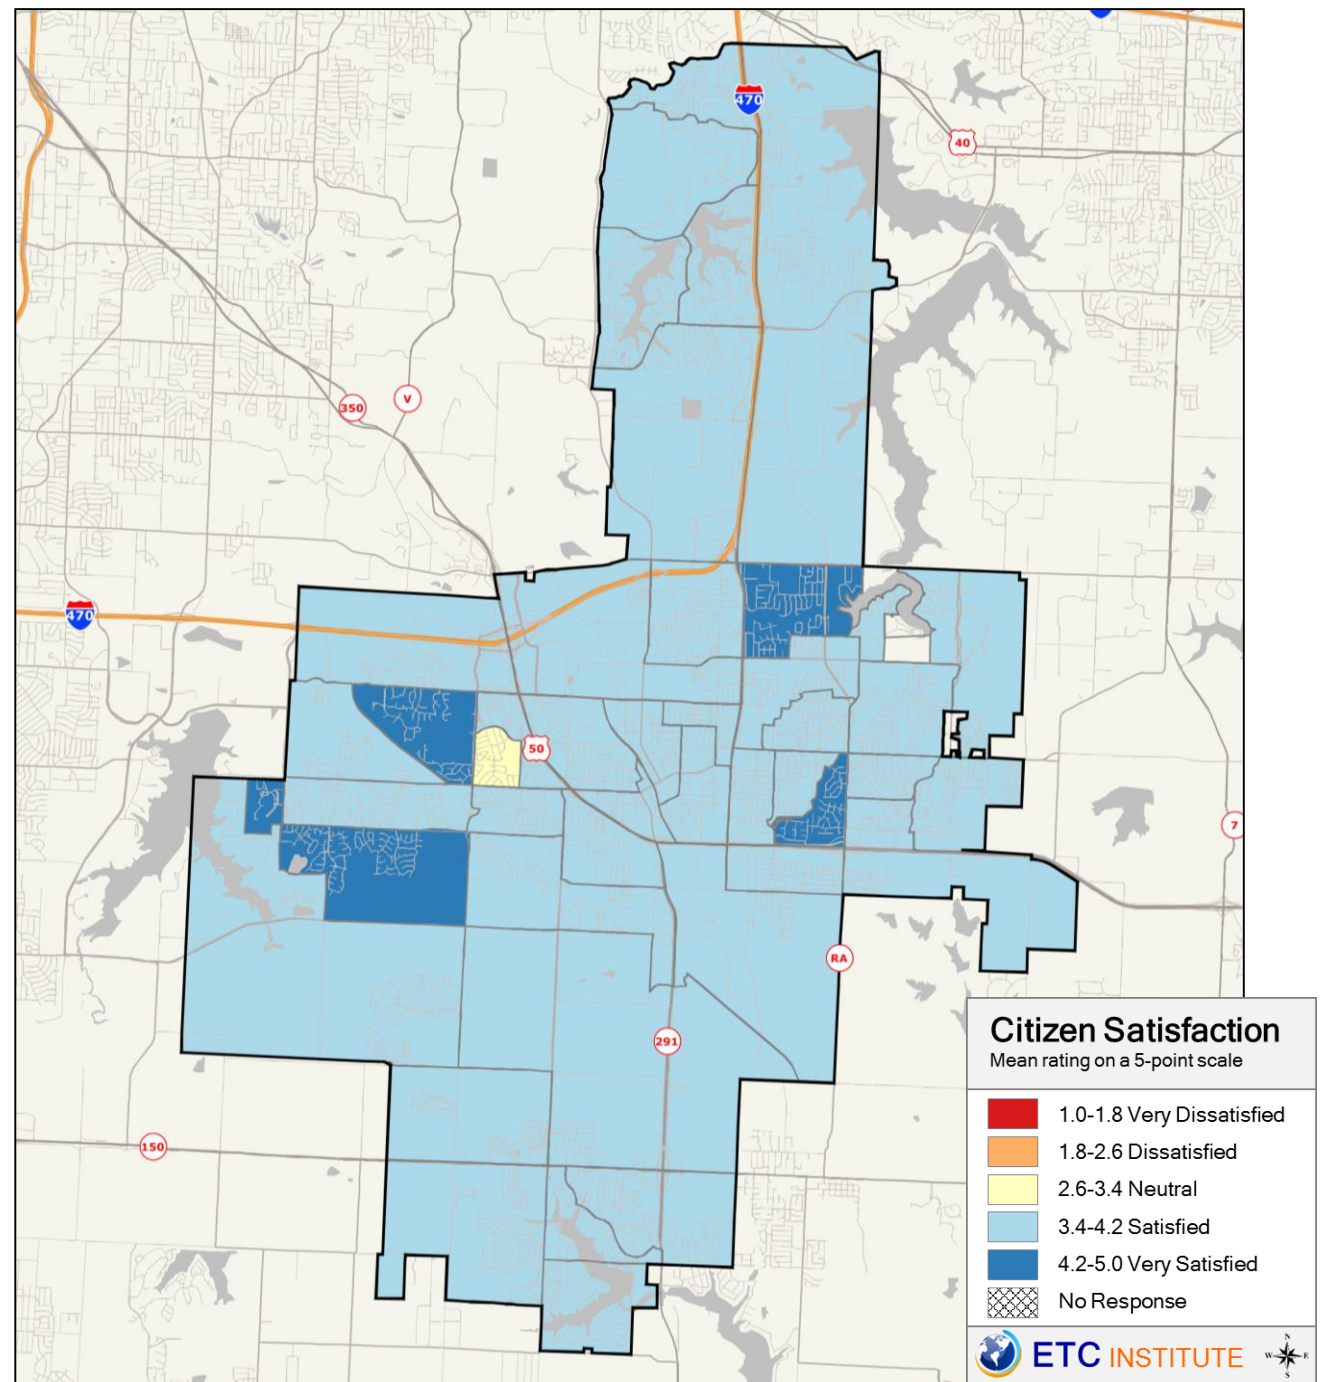 470
40
350
V
470
50
7
RA
291
150
Citizen Satisfaction
Mean rating on a 5-point scale
1.0-1.8 Very Dissatisfied
1.8-2.6 Dissatisfied
2.6-3.4 Neutral
3.4-4.2 Satisfied
4.2-5.0 Very Satisfied
No Response
ETC INSTITUTE
N
W E
S